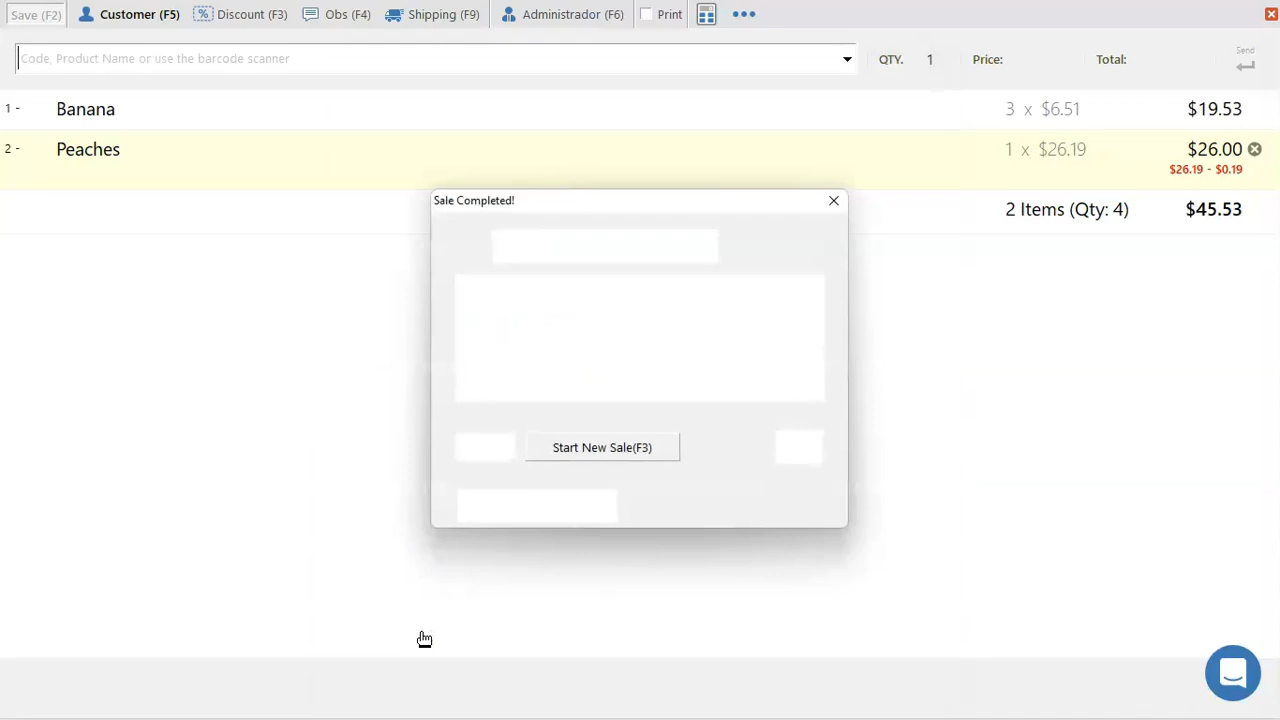 Save (F2) Customer (F5) Discount (F3) Obs (F4) Shipping (F9) Administrador (F6) Print
Code, Product Name or use the barcode scanner QTY. 1 Price: Total: Send
1 - Banana 3 x $6.51 $19.53
2 - Peaches 1 x $26.19 $26.00
$26.19 - $0.19
2 Items (Qty: 4) $45.53
Sale Completed!
Start New Sale(F3)